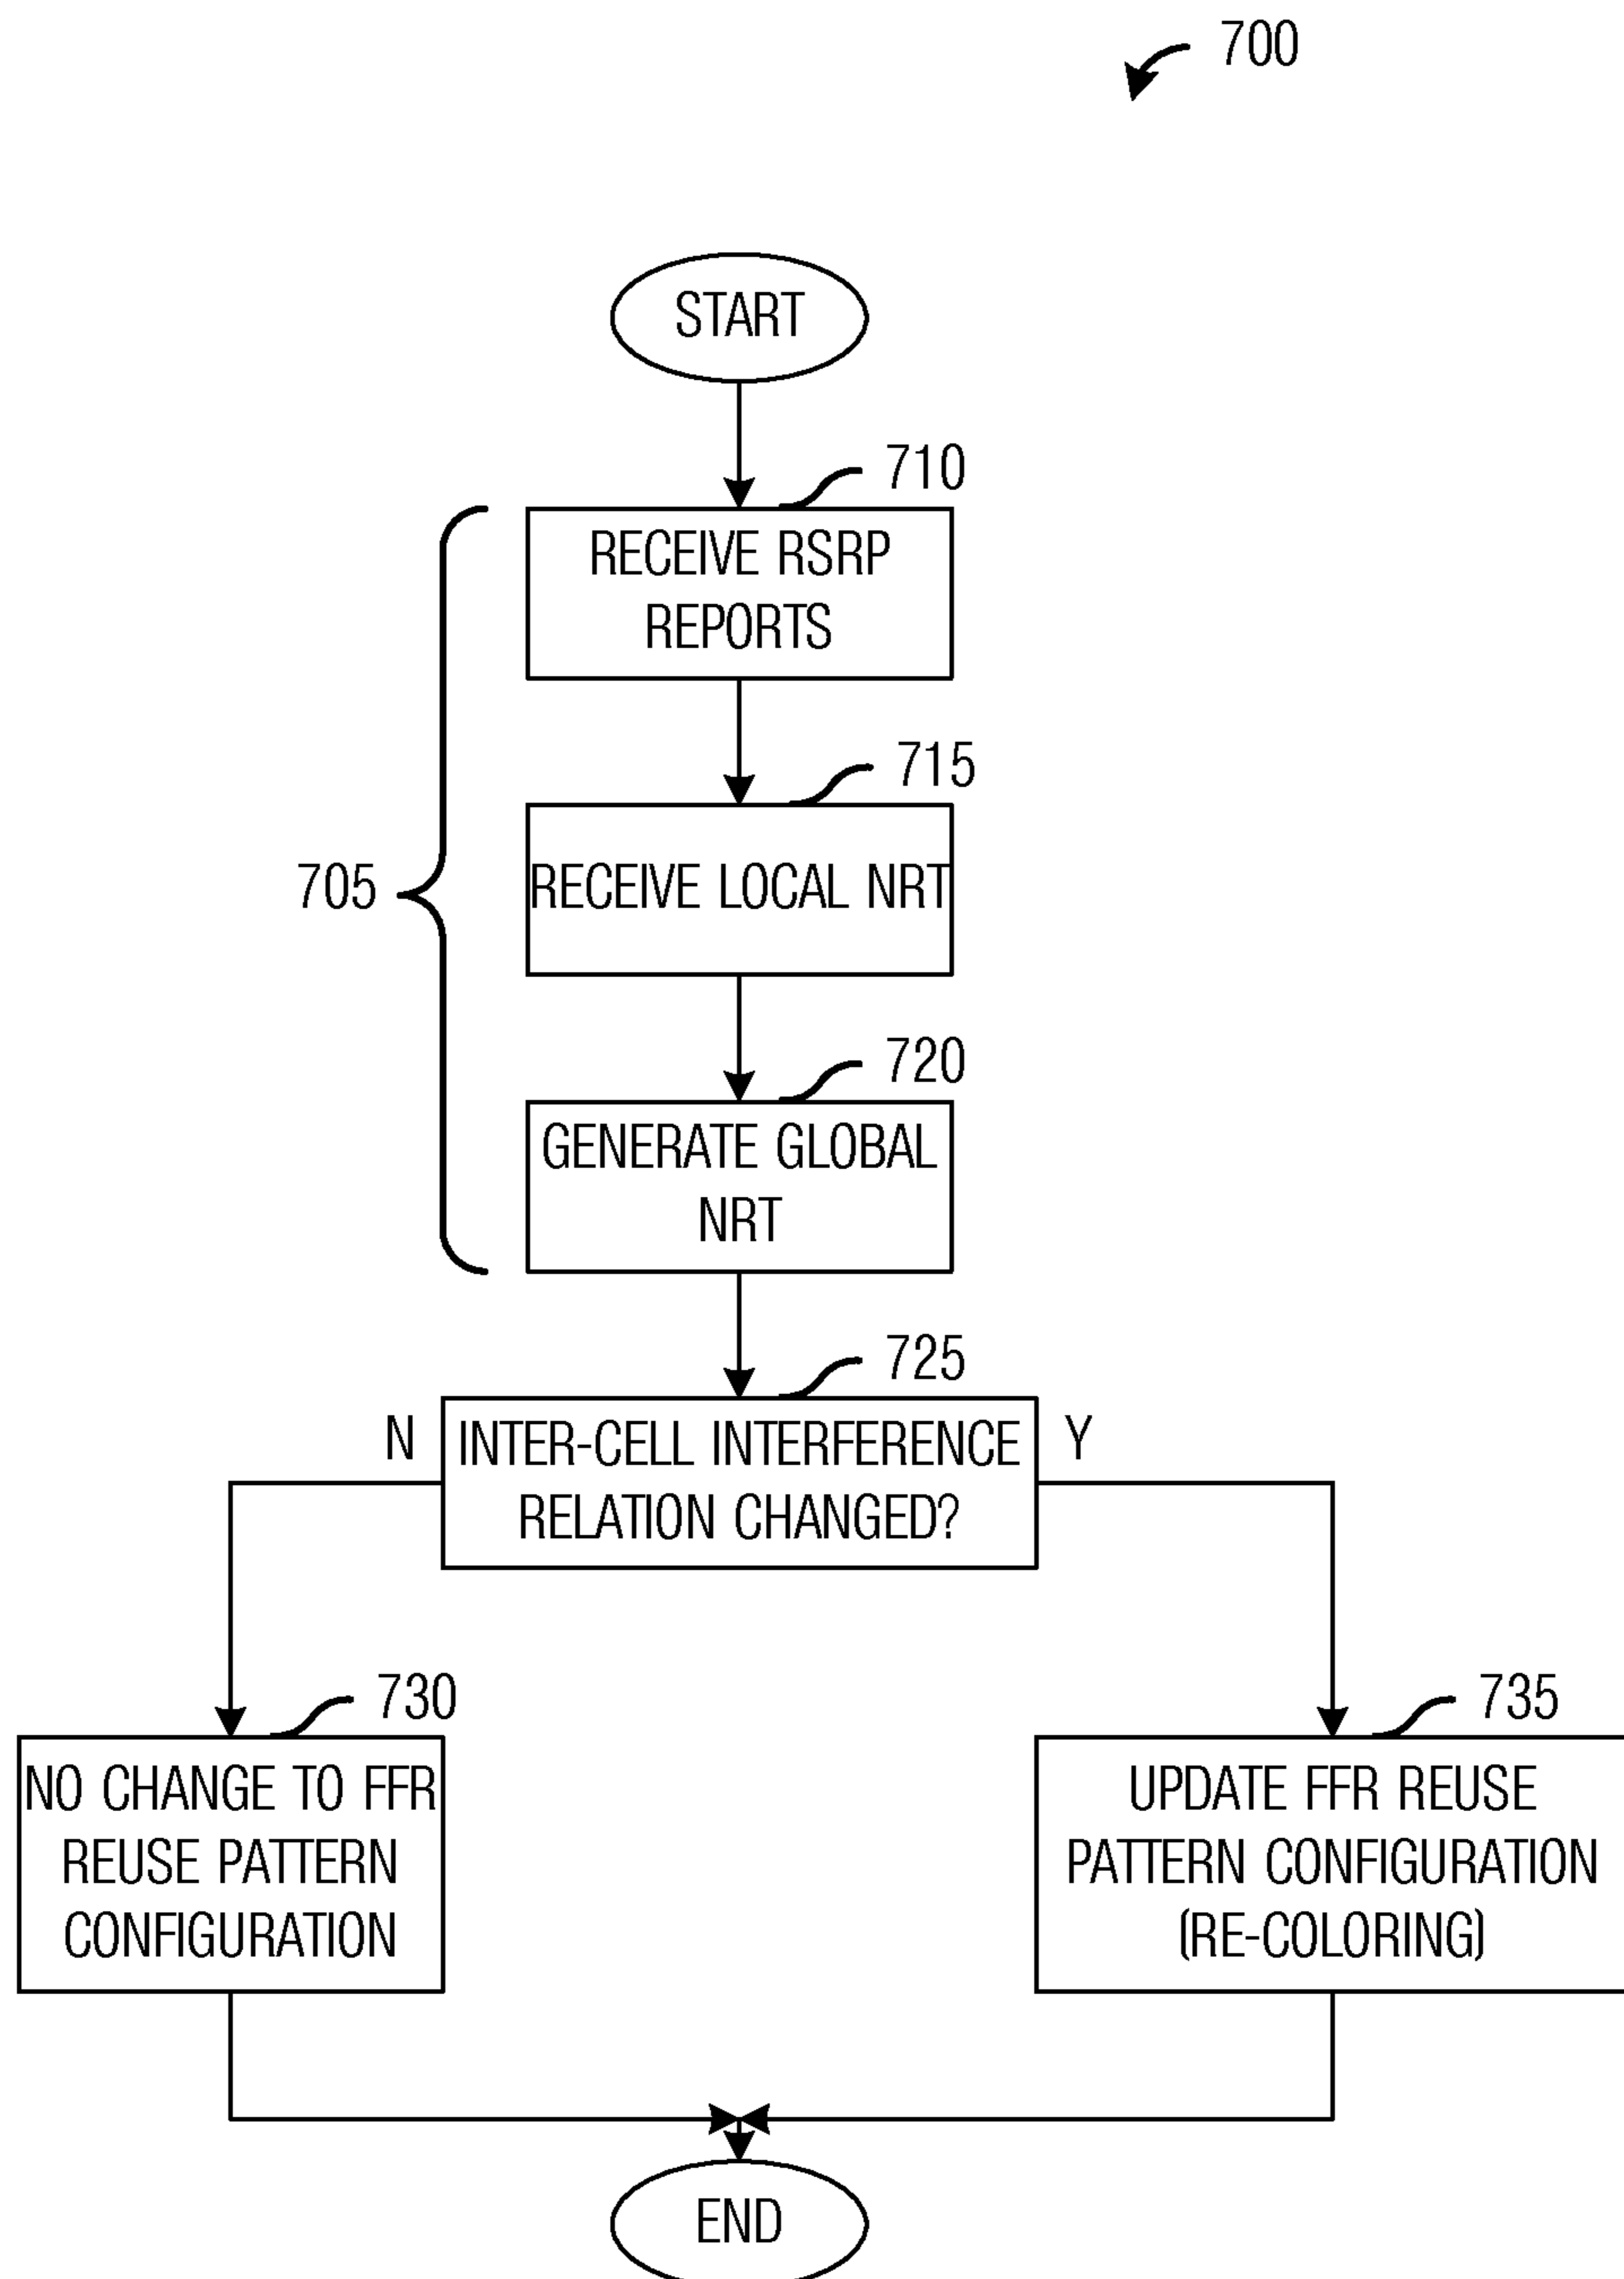 700
START
710
RECEIVE RSRP
REPORTS
715
705
RECEIVE LOCAL NRT
720
GENERATE GLOBAL
NRT
725
N
INTER-CELL INTERFERENCE
RELATION CHANGED?
Y
730
NO CHANGE TO FFR
REUSE PATTERN
CONFIGURATION
735
UPDATE FFR REUSE
PATTERN CONFIGURATION
(RE-COLORING)
END